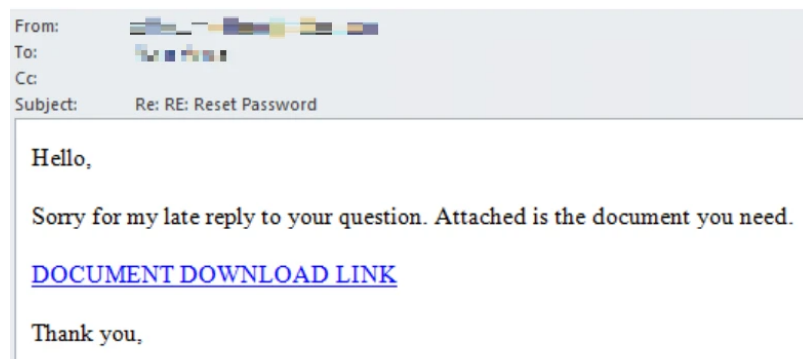 From:
To:
Cc:
Subject: Re: RE: Reset Password
Hello,
Sorry for my late reply to your question. Attached is the document you need.
DOCUMENT DOWNLOAD LINK
Thank you,